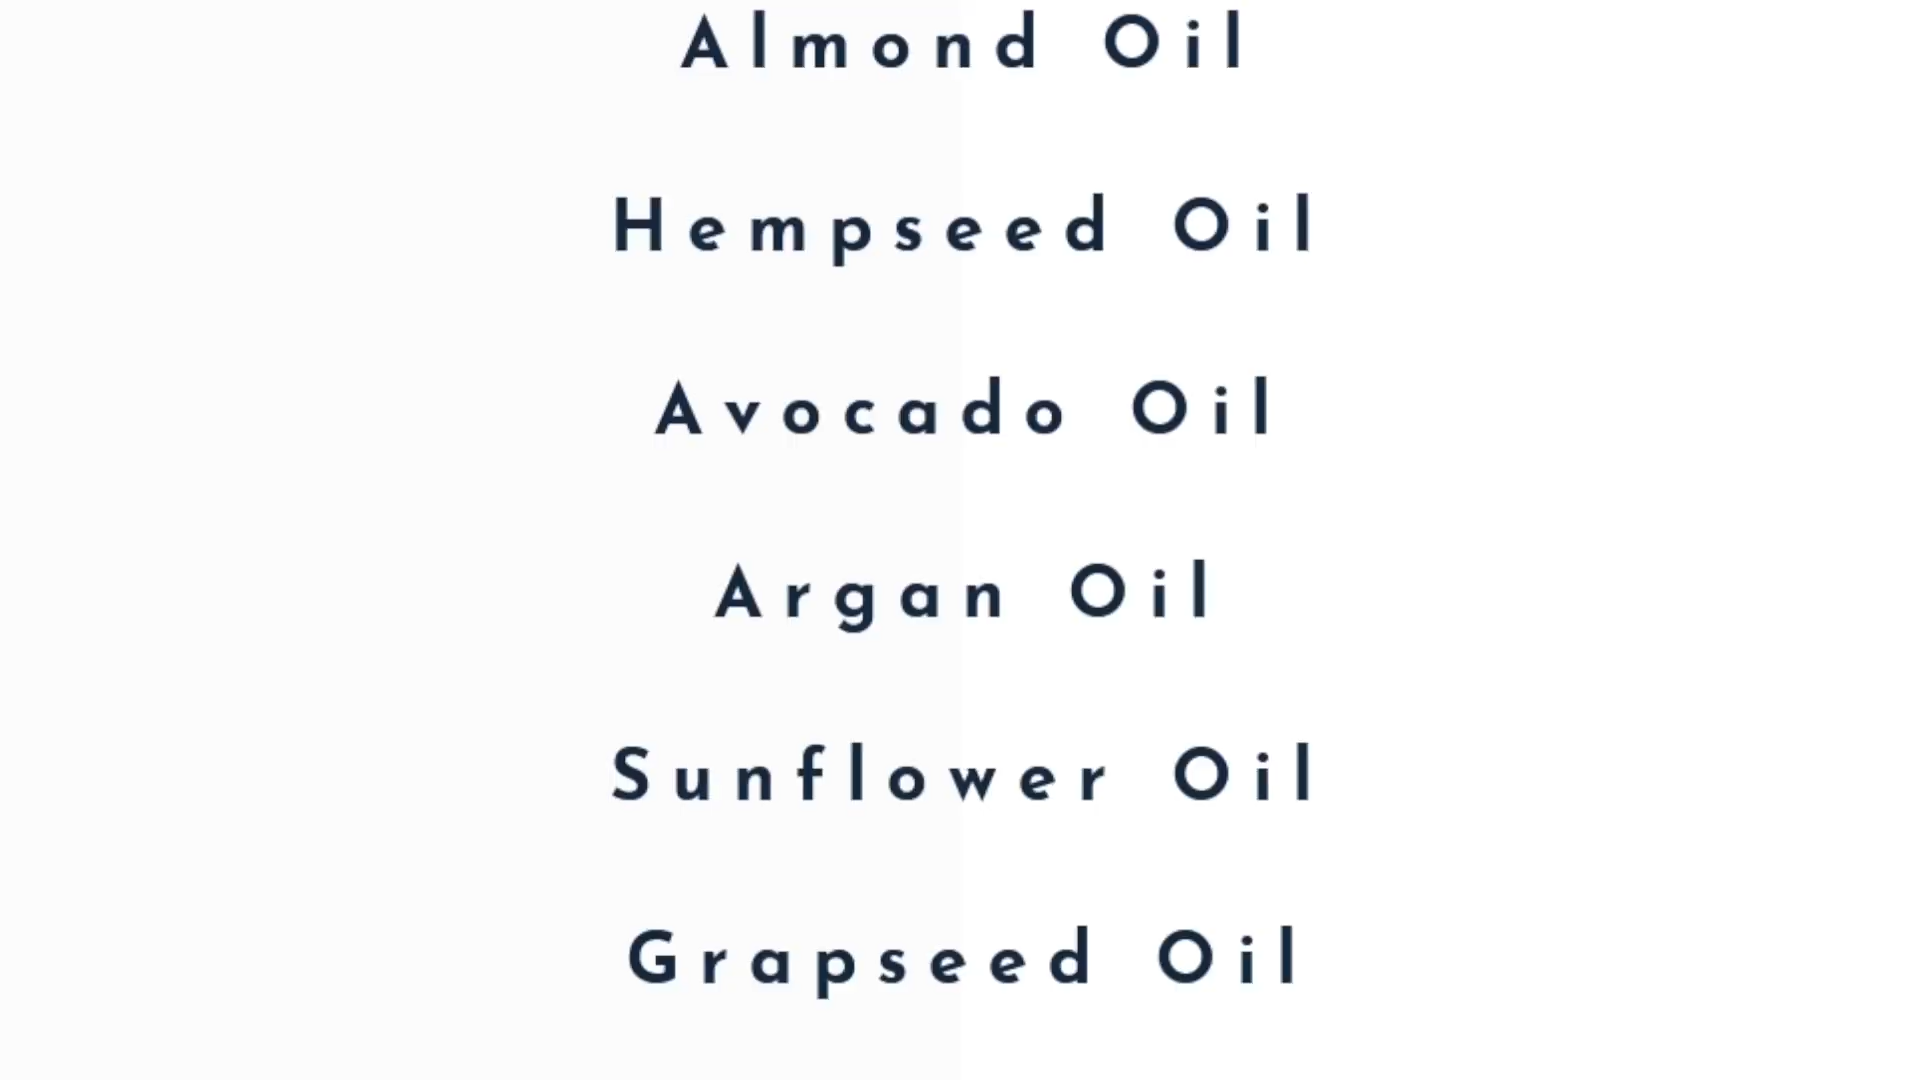 Almond Oil
Hempseed Oil
Avocado Oil
Argan Oil
Sunflower Oil
Grapseed Oil